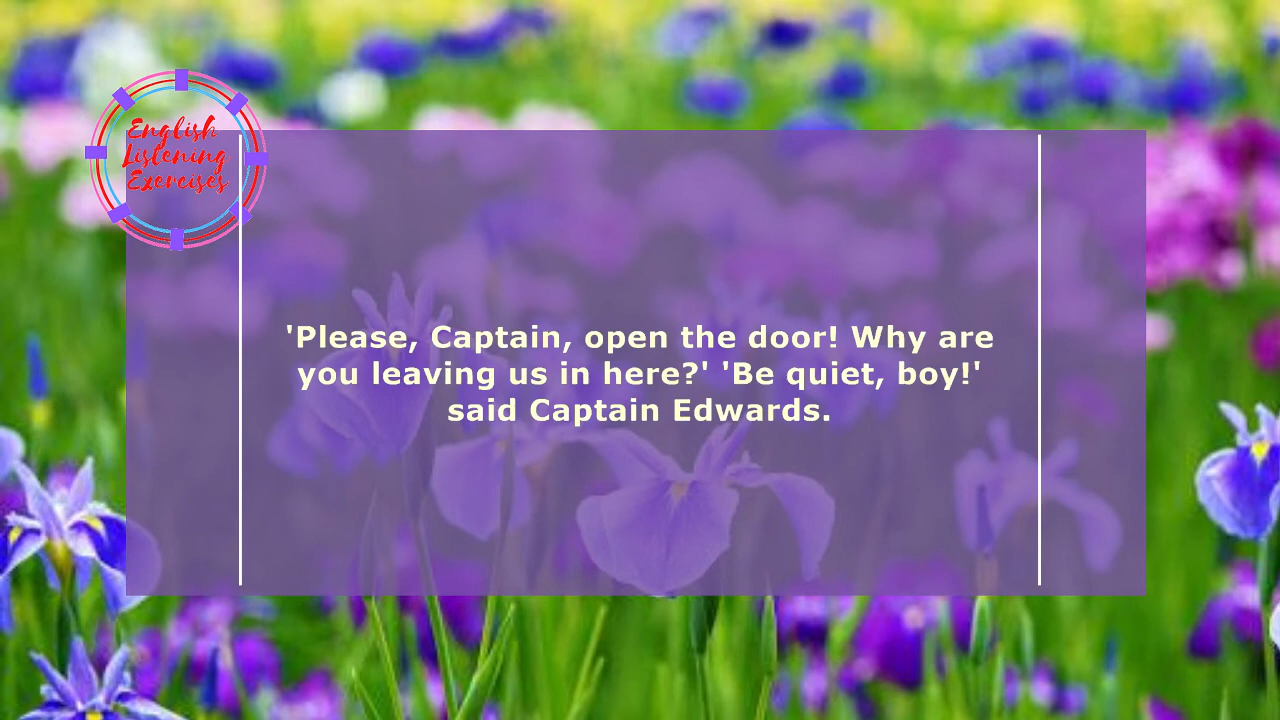 English
Listening
Exercises
'Please, Captain, open the door! Why are
you leaving us in here?' 'Be quiet, boy!'
said Captain Edwards.